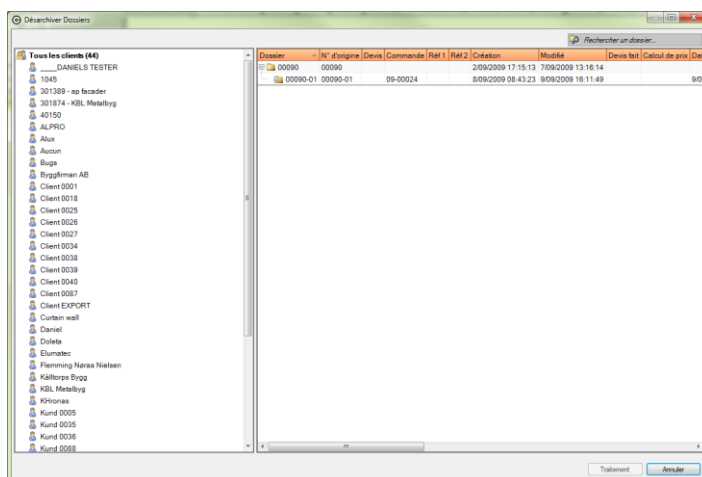 Désarchiver Dossiers
Rechercher un dossier...
Tous les clients (44)
____DANIELS TESTER
1045
301389 - ap facader
301874 - KBL Metalbyg
40150
ALPRO
Alux
Aucun
Bugs
Byggfirman AB
Client 0001
Client 0018
Client 0025
Client 0026
Client 0027
Client 0034
Client 0038
Client 0039
Client 0040
Client 0087
Client EXPORT
Curtain wall
Daniel
Doleta
Elumatec
Flemming Nøraa Nielsen
Källtorps Bygg
KBL Metalbyg
KHronas
Kund 0005
Kund 0035
Kund 0036
Kund 0088
Dossier N° d'origine Devis Commande Réf 1 Réf 2 Création Modifié Devis fait Calcul de prix Dat
00090 00090 2/09/2009 17:15:13 7/09/2009 13:16:14
00090-01 00090-01 09-00024 8/09/2009 08:43:23 9/09/2009 16:11:49 9/0
Traitement Annuler